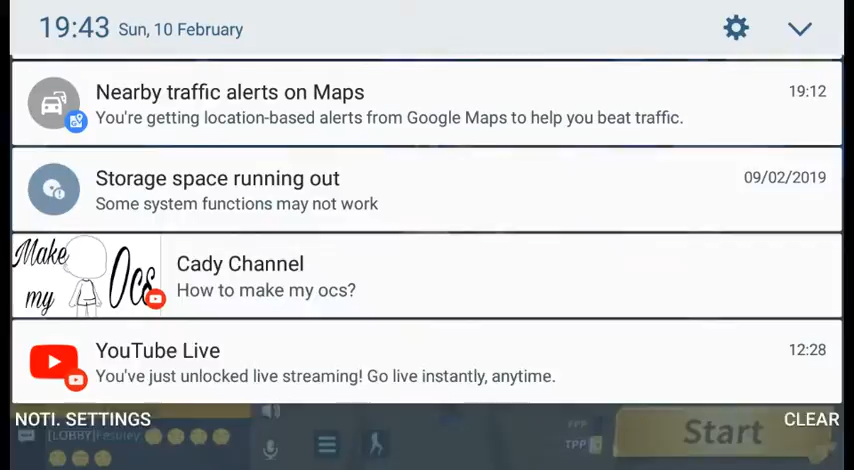 19:43 Sun, 10 February
Nearby traffic alerts on Maps 19:12
You're getting location-based alerts from Google Maps to help you beat traffic.
Storage space running out 09/02/2019
Some system functions may not work
Make my Ocs
Cady Channel
How to make my ocs?
YouTube Live 12:28
You've just unlocked live streaming! Go live instantly, anytime.
NOTI. SETTINGS CLEAR
[LOBBY]
FPP
TPP
Start